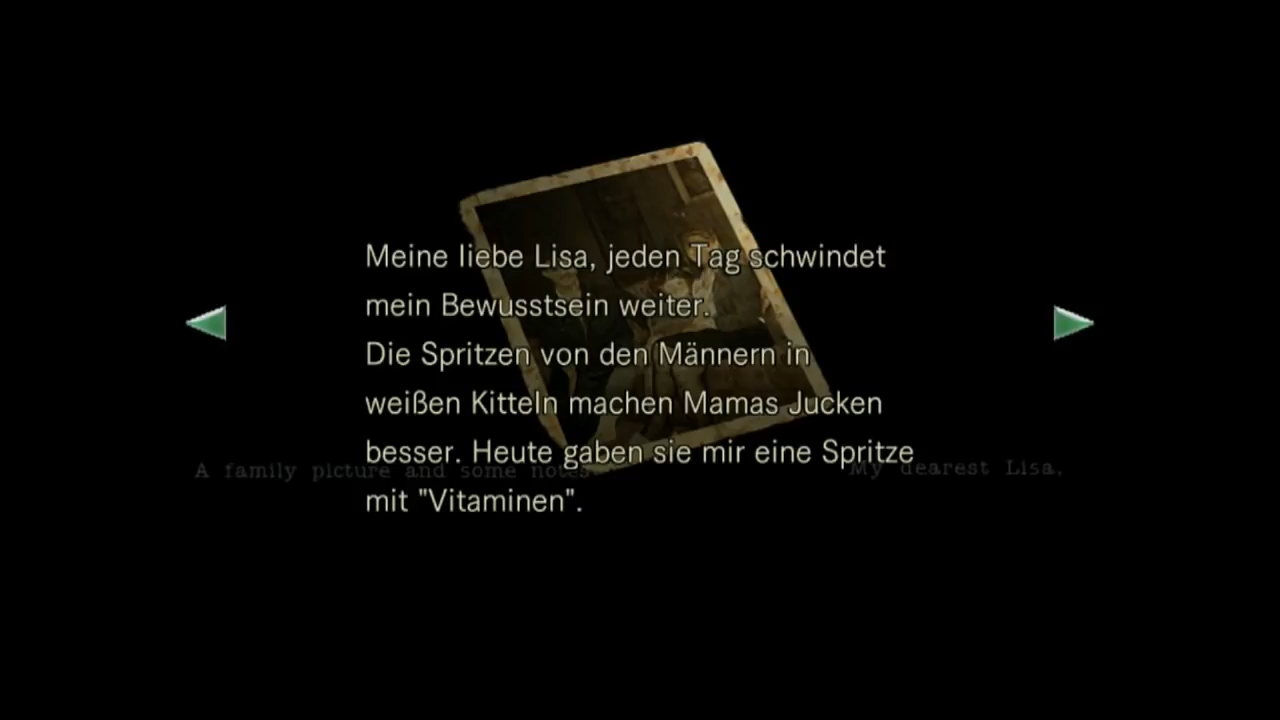 Meine liebe Lisa, jeden Tag schwindet
mein Bewusstsein weiter.
Die Spritzen von den Männern in
weißen Kitteln machen Mamas Jucken
besser. Heute gaben sie mir eine Spritze
mit "Vitaminen".
A family picture and some notes.
My dearest Lisa,